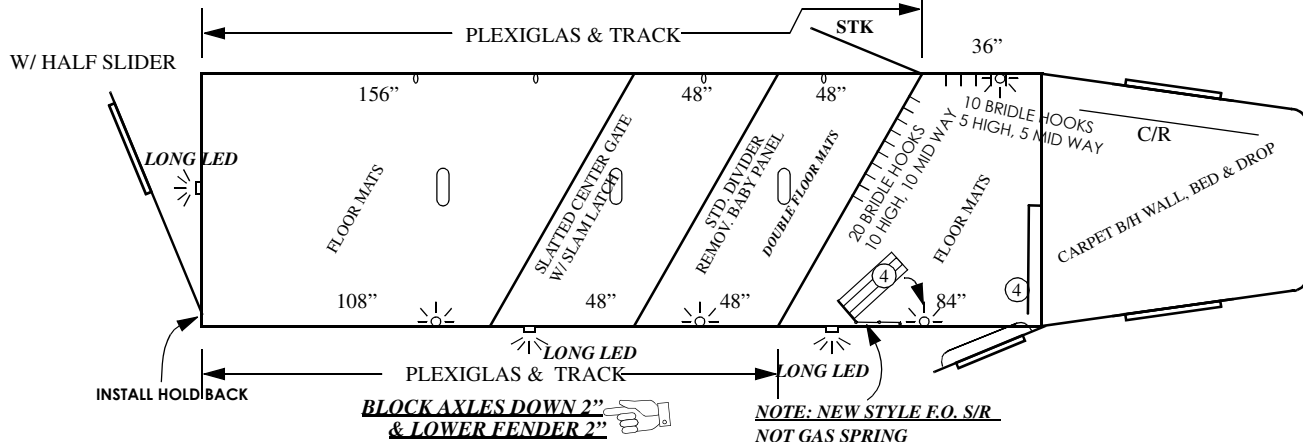 PLEXIGLAS & TRACK
STK
36”
W/ HALF SLIDER
156”
48”
48”
10 BRIDLE HOOKS
5 HIGH, 5 MID WAY
C/R
LONG LED
FLOOR MATS
SLATTED CENTER GATE
W/ SLAM LATCH
STD. DIVIDER
REMOV. BABY PANEL
DOUBLE FLOOR MATS
20 BRIDLE HOOKS
10 HIGH, 10 MID WAY
FLOOR MATS
CARPET B/H WALL, BED & DROP
4
4
108”
48”
48”
84”
LONG LED
LONG LED
PLEXIGLAS & TRACK
INSTALL HOLD BACK
BLOCK AXLES DOWN 2”
& LOWER FENDER 2”
NOTE: NEW STYLE F.O. S/R
NOT GAS SPRING